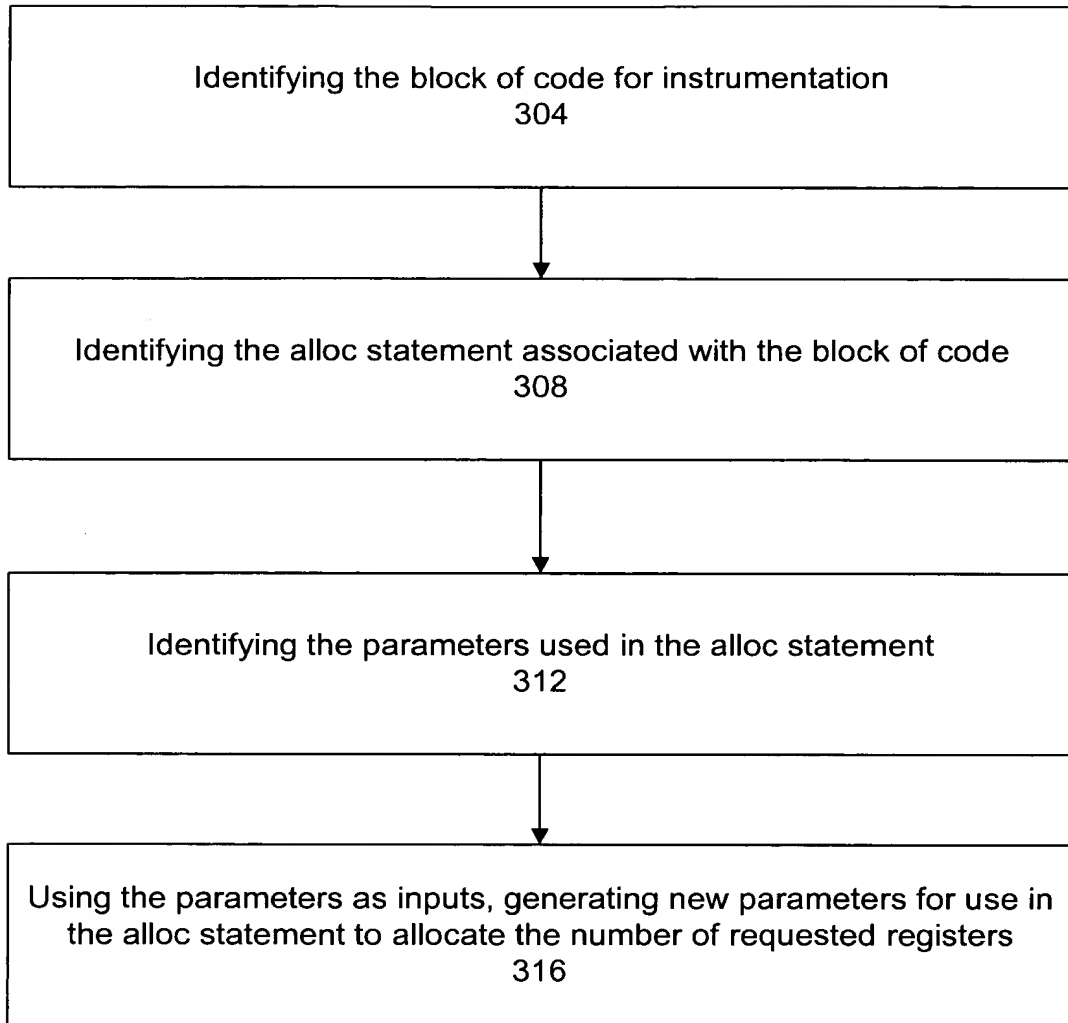 Identifying the block of code for instrumentation
304
Identifying the alloc statement associated with the block of code
308
Identifying the parameters used in the alloc statement
312
Using the parameters as inputs, generating new parameters for use in
the alloc statement to allocate the number of requested registers
316